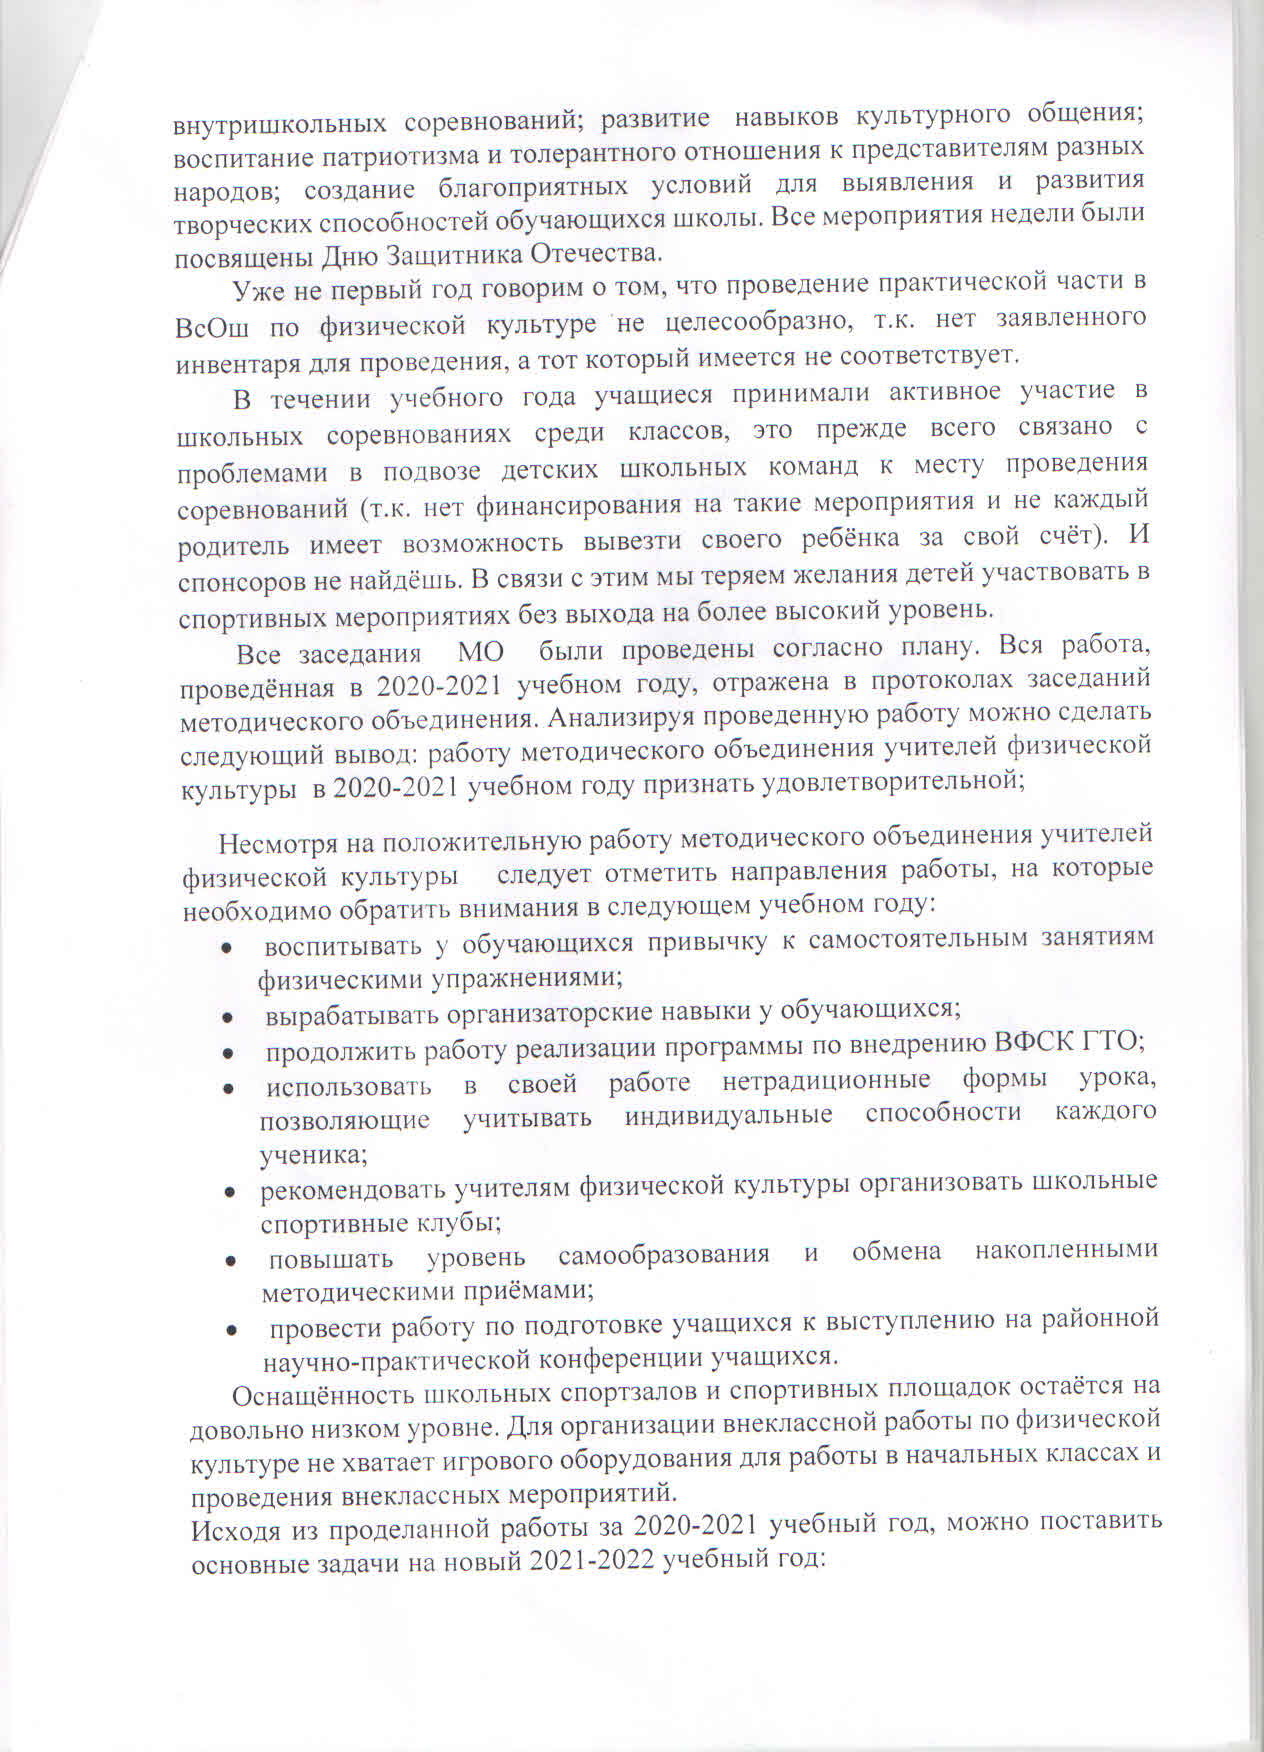 внутришкольных соревнований; развитие навыков культурного общения;
воспитание патриотизма и толерантного отношения к представителям разных
народов; создание благоприятных условий для выявления и развития
творческих способностей обучающихся школы. Все мероприятия недели были
посвящены Дню Защитника Отечества.
Уже не первый год говорим о том, что проведение практической части в
ВсОш по физической культуре не целесообразно, т.к. нет заявленного
инвентаря для проведения, а тот который имеется не соответствует.
В течении учебного года учащиеся принимали активное участие в
школьных соревнованиях среди классов, это прежде всего связано с
проблемами в подвозе детских школьных команд к месту проведения
соревнований (т.к. нет финансирования на такие мероприятия и не каждый
родитель имеет возможность вывезти своего ребёнка за свой счёт). И
спонсоров не найдёшь. В связи с этим мы теряем желания детей участвовать в
спортивных мероприятиях без выхода на более высокий уровень.
Все заседания МО были проведены согласно плану. Вся работа,
проведённая в 2020-2021 учебном году, отражена в протоколах заседаний
методического объединения. Анализируя проведенную работу можно сделать
следующий вывод: работу методического объединения учителей физической
культуры в 2020-2021 учебном году признать удовлетворительной;
Несмотря на положительную работу методического объединения учителей
физической культуры следует отметить направления работы, на которые
необходимо обратить внимания в следующем учебном году:
• воспитывать у обучающихся привычку к самостоятельным занятиям
физическими упражнениями;
• вырабатывать организаторские навыки у обучающихся;
• продолжить работу реализации программы по внедрению ВФСК ГТО;
• использовать в своей работе нетрадиционные формы урока,
позволяющие учитывать индивидуальные способности каждого
ученика;
• рекомендовать учителям физической культуры организовать школьные
спортивные клубы;
• повышать уровень самообразования и обмена накопленными
методическими приёмами;
• провести работу по подготовке учащихся к выступлению на районной
научно-практической конференции учащихся.
Оснащённость школьных спортзалов и спортивных площадок остаётся на
довольно низком уровне. Для организации внеклассной работы по физической
культуре не хватает игрового оборудования для работы в начальных классах и
проведения внеклассных мероприятий.
Исходя из проделанной работы за 2020-2021 учебный год, можно поставить
основные задачи на новый 2021-2022 учебный год: